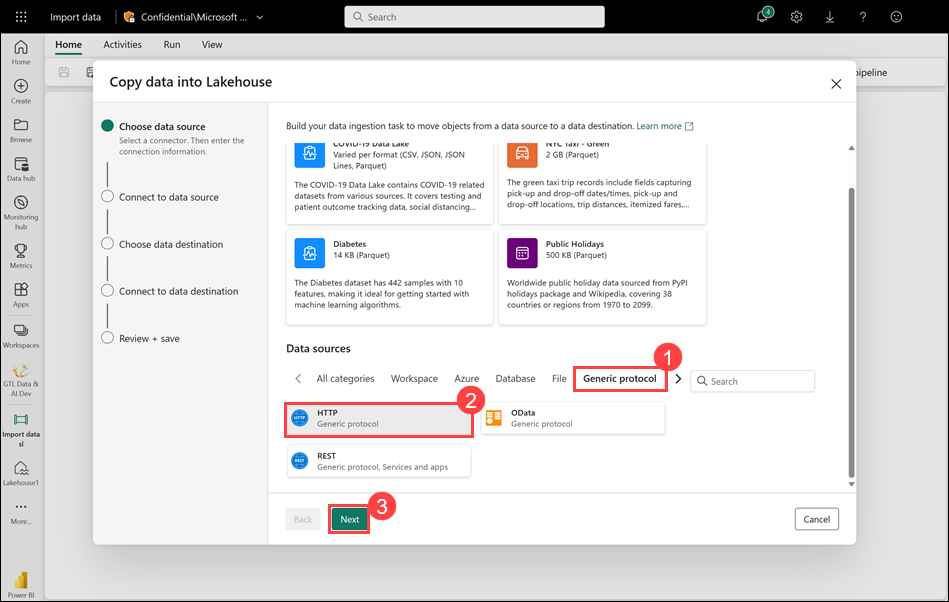 Import data
Confidential\Microsoft ...
Search
4
Home
Activities
Run
View
Home
Create
Browse
Data hub
Monitoring
hub
Metrics
Apps
Workspaces
GTL Data &
AI Dev
Import data
sl
Lakehouse1
More...
Power BI
pipeline
Copy data into Lakehouse
Choose data source
Select a connector. Then enter the
connection information.
Connect to data source
Choose data destination
Connect to data destination
Review + save
Build your data ingestion task to move objects from a data source to a data destination. Learn more
COVID-19 Data Lake
Varied per format (CSV, JSON, JSON
Lines, Parquet)
The COVID-19 Data Lake contains COVID-19 related
datasets from various sources. It covers testing and
patient outcome tracking data, social distancing...
NYC Taxi - Green
2 GB (Parquet)
The green taxi trip records include fields capturing
pick-up and drop-off dates/times, pick-up and
drop-off locations, trip distances, itemized fares,...
Diabetes
14 KB (Parquet)
The Diabetes dataset has 442 samples with 10
features, making it ideal for getting started with
machine learning algorithms.
Public Holidays
500 KB (Parquet)
Worldwide public holiday data sourced from PyPI
holidays package and Wikipedia, covering 38
countries or regions from 1970 to 2099.
Data sources
1
All categories
Workspace
Azure
Database
File
Generic protocol
Search
2
HTTP
HTTP
Generic protocol
OData
Generic protocol
REST
REST
Generic protocol, Services and apps
3
Back
Next
Cancel